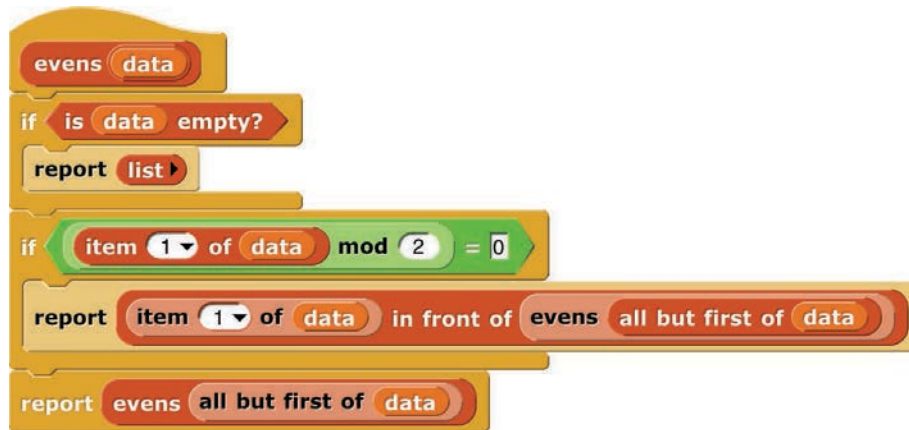 evens data
if is data empty?
report list
if item 1 of data mod 2 = 0
report item 1 of data in front of evens all but first of data
report evens all but first of data